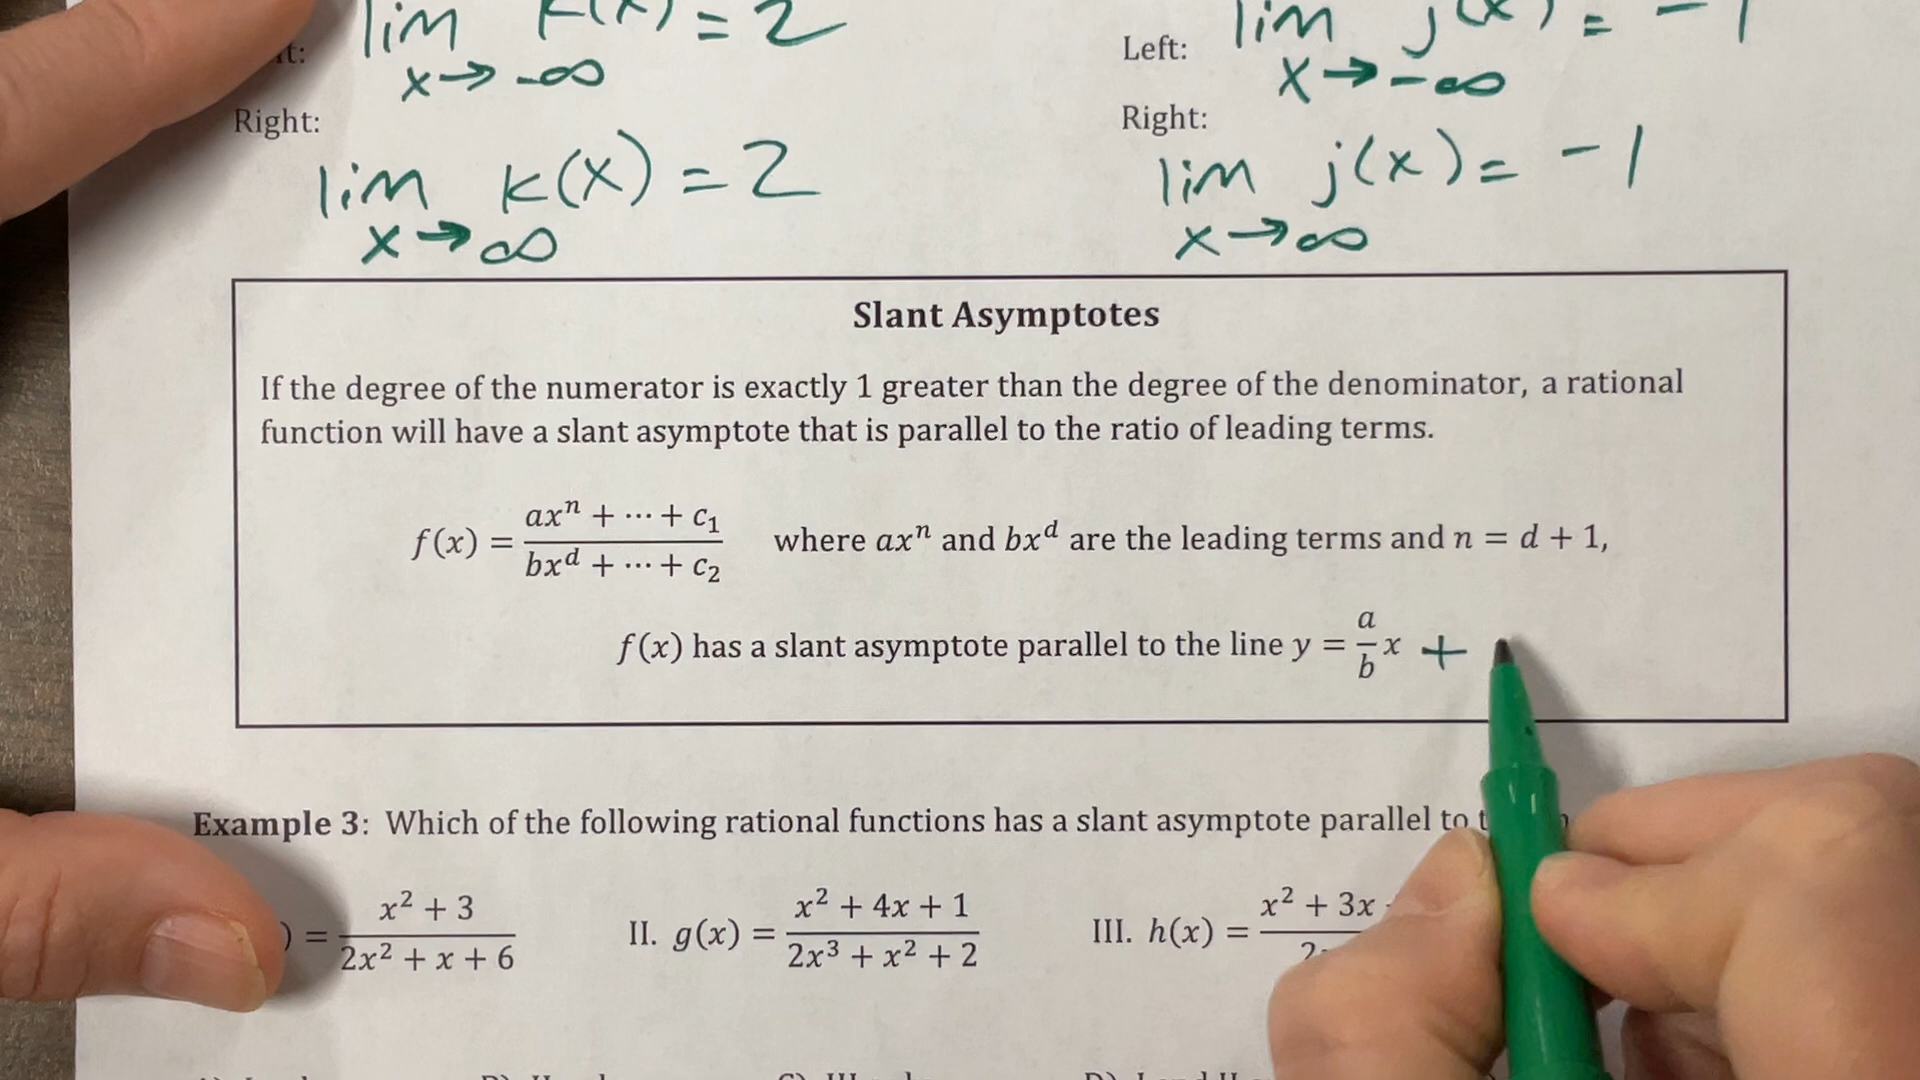 lim k(x) = 2
x → -∞
Left:
lim j(x) = -1
x → -∞
Right:
lim k(x) = 2
x → ∞
Right:
lim j(x) = -1
x → ∞
Slant Asymptotes
If the degree of the numerator is exactly 1 greater than the degree of the denominator, a rational
function will have a slant asymptote that is parallel to the ratio of leading terms.
f(x) = (axⁿ + ⋯ + c₁)/(bxᵈ + ⋯ + c₂) where axⁿ and bxᵈ are the leading terms and n = d + 1,
f(x) has a slant asymptote parallel to the line y = a/b x +
Example 3: Which of the following rational functions has a slant asymptote parallel to
) = (x² + 3)/(2x² + x + 6) II. g(x) = (x² + 4x + 1)/(2x³ + x² + 2) III. h(x) = x² + 3x